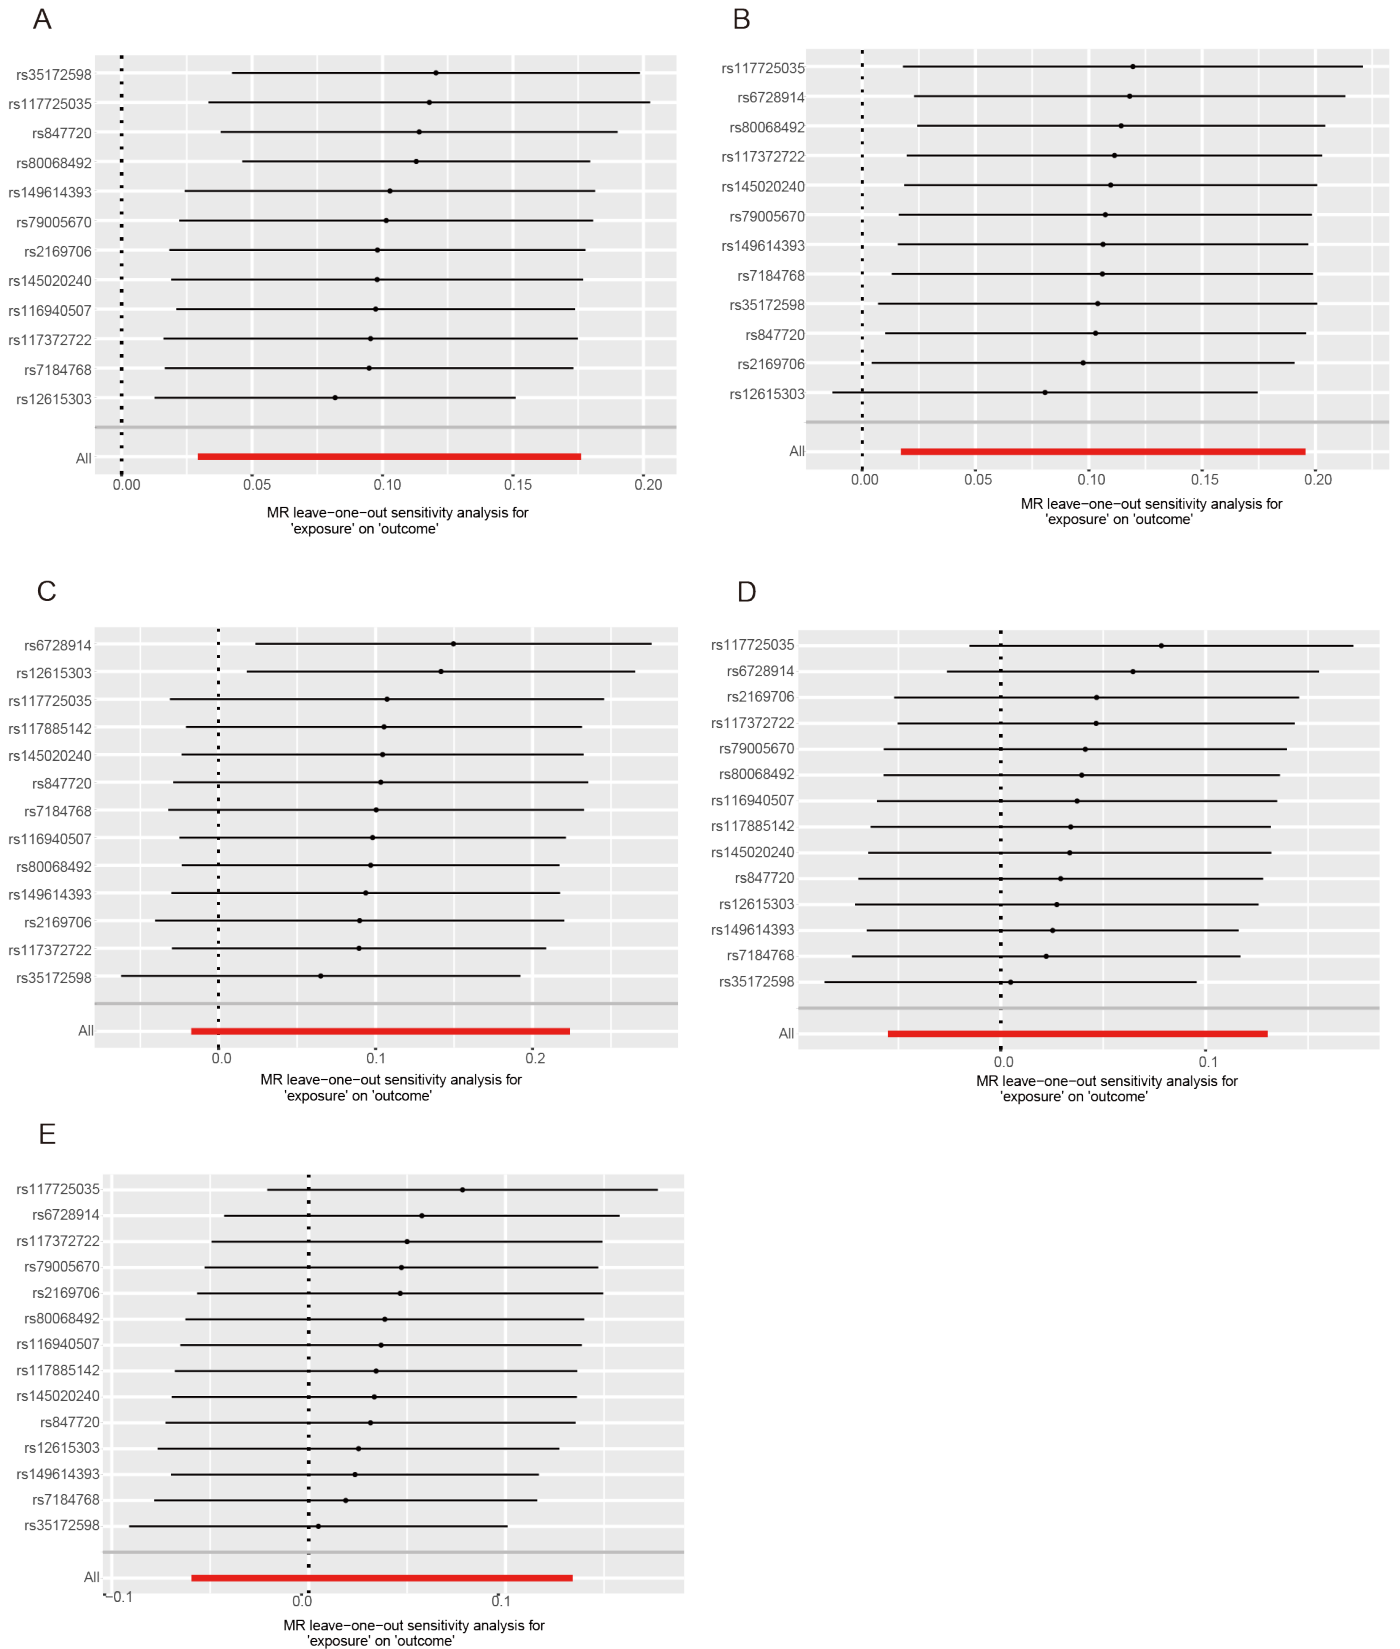 A
rs35172598
rs117725035
rs847720
rs80068492
rs149614393
rs79005670
rs2169706
rs145020240
rs116940507
rs117372722
rs7184768
rs12615303
All
0.00 0.05 0.10 0.15 0.20
MR leave−one−out sensitivity analysis for
'exposure' on 'outcome'
B
rs117725035
rs6728914
rs80068492
rs117372722
rs145020240
rs79005670
rs149614393
rs7184768
rs35172598
rs847720
rs2169706
rs12615303
All
0.00 0.05 0.10 0.15 0.20
MR leave−one−out sensitivity analysis for
'exposure' on 'outcome'
C
rs6728914
rs12615303
rs117725035
rs117885142
rs145020240
rs847720
rs7184768
rs116940507
rs80068492
rs149614393
rs2169706
rs117372722
rs35172598
All
0.0 0.1 0.2
MR leave−one−out sensitivity analysis for
'exposure' on 'outcome'
D
rs117725035
rs6728914
rs2169706
rs117372722
rs79005670
rs80068492
rs116940507
rs117885142
rs145020240
rs847720
rs12615303
rs149614393
rs7184768
rs35172598
All
0.0 0.1
MR leave−one−out sensitivity analysis for
'exposure' on 'outcome'
E
rs117725035
rs6728914
rs117372722
rs79005670
rs2169706
rs80068492
rs116940507
rs117885142
rs145020240
rs847720
rs12615303
rs149614393
rs7184768
rs35172598
All
−0.1 0.0 0.1
MR leave−one−out sensitivity analysis for
'exposure' on 'outcome'